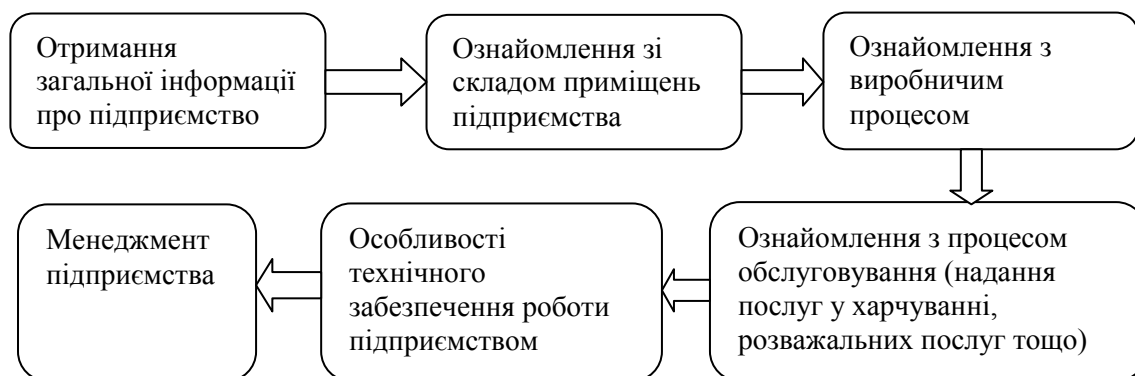 Отримання
загальної інформації
про підприємство
Ознайомлення зі
складом приміщень
підприємства
Ознайомлення з
виробничим
процесом
Ознайомлення з процесом
обслуговування (надання
послуг у харчуванні,
розважальних послуг тощо)
Особливості
технічного
забезпечення роботи
підприємством
Менеджмент
підприємства